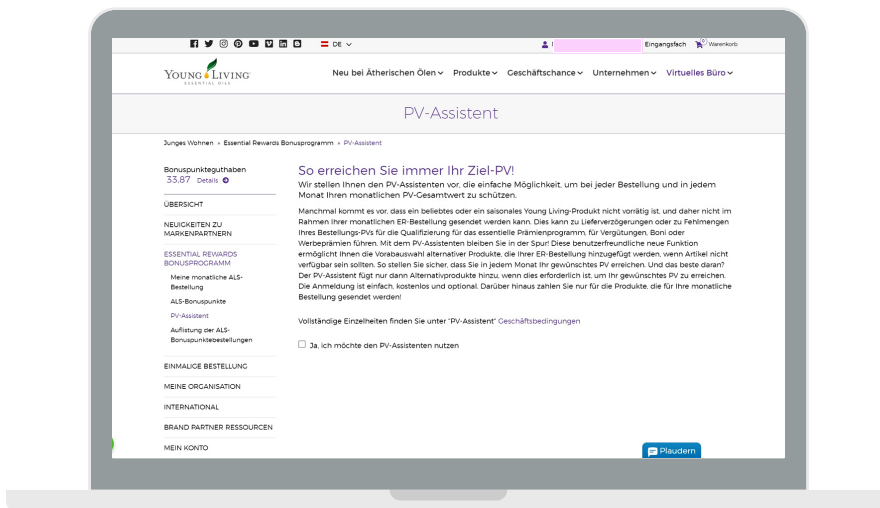 DE
Eingangsfach
0
Warenkorb
YOUNG LIVING
ESSENTIAL OILS
Neu bei Ätherischen Ölen
Produkte
Geschäftschance
Unternehmen
Virtuelles Büro
PV-Assistent
Junges Wohnen » Essential Rewards Bonusprogramm » PV-Assistent
Bonuspunkteguthaben
33.87 Details
ÜBERSICHT
NEUIGKEITEN ZU
MARKENPARTNERN
ESSENTIAL REWARDS
BONUSPROGRAMM
Meine monatliche ALS-
Bestellung
ALS-Bonuspunkte
PV-Assistent
Auflistung der ALS-
Bonuspunktebestellungen
EINMALIGE BESTELLUNG
MEINE ORGANISATION
INTERNATIONAL
BRAND PARTNER RESSOURCEN
MEIN KONTO
So erreichen Sie immer Ihr Ziel-PV!
Wir stellen Ihnen den PV-Assistenten vor, die einfache Möglichkeit, um bei jeder Bestellung und in jedem
Monat Ihren monatlichen PV-Gesamtwert zu schützen.
Manchmal kommt es vor, dass ein beliebtes oder ein saisonales Young Living-Produkt nicht vorrätig ist, und daher nicht im
Rahmen Ihrer monatlichen ER-Bestellung gesendet werden kann. Dies kann zu Lieferverzögerungen oder zu Fehlmengen
Ihres Bestellungs-PVs für die Qualifizierung für das essentielle Prämienprogramm, für Vergütungen, Boni oder
Werbeprämien führen. Mit dem PV-Assistenten bleiben Sie in der Spur! Diese benutzerfreundliche neue Funktion
ermöglicht Ihnen die Vorabauswahl alternativer Produkte, die Ihrer ER-Bestellung hinzugefügt werden, wenn Artikel nicht
verfügbar sein sollten. So stellen Sie sicher, dass Sie in jedem Monat Ihr gewünschtes PV erreichen. Und das beste daran?
Der PV-Assistent fügt nur dann Alternativprodukte hinzu, wenn dies erforderlich ist, um Ihr gewünschtes PV zu erreichen.
Die Anmeldung ist einfach, kostenlos und optional. Darüber hinaus zahlen Sie nur für die Produkte, die für Ihre monatliche
Bestellung gesendet werden!
Vollständige Einzelheiten finden Sie unter "PV-Assistent" Geschäftsbedingungen
Ja, ich möchte den PV-Assistenten nutzen
Plaudern